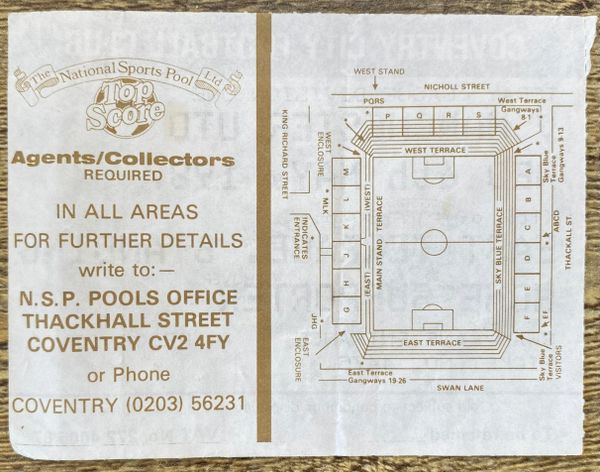 The National Sports Pool Ltd.
Top
Score
Agents/Collectors
REQUIRED
IN ALL AREAS
FOR FURTHER DETAILS
write to:—
N.S.P. POOLS OFFICE
THACKHALL STREET
COVENTRY CV2 4FY
or Phone
COVENTRY (0203) 56231
WEST STAND
NICHOLL STREET
PQRS
West Terrace
Gangways
8-1
P Q R S
WEST TERRACE
KING RICHARD STREET
WEST
ENCLOSURE
MLK
INDICATES
ENTRANCE
JHG
EAST
ENCLOSURE
M
L
K
J
H
G
(WEST)
(EAST)
MAIN STAND TERRACE
SKY BLUE TERRACE
A
B
C
D
E
F
Sky Blue
Terrace
Gangways 9-13
ABCD
THACKALL ST.
EF
Sky Blue
Terrace
VISITORS
EAST TERRACE
East Terrace
Gangways 19-26
SWAN LANE